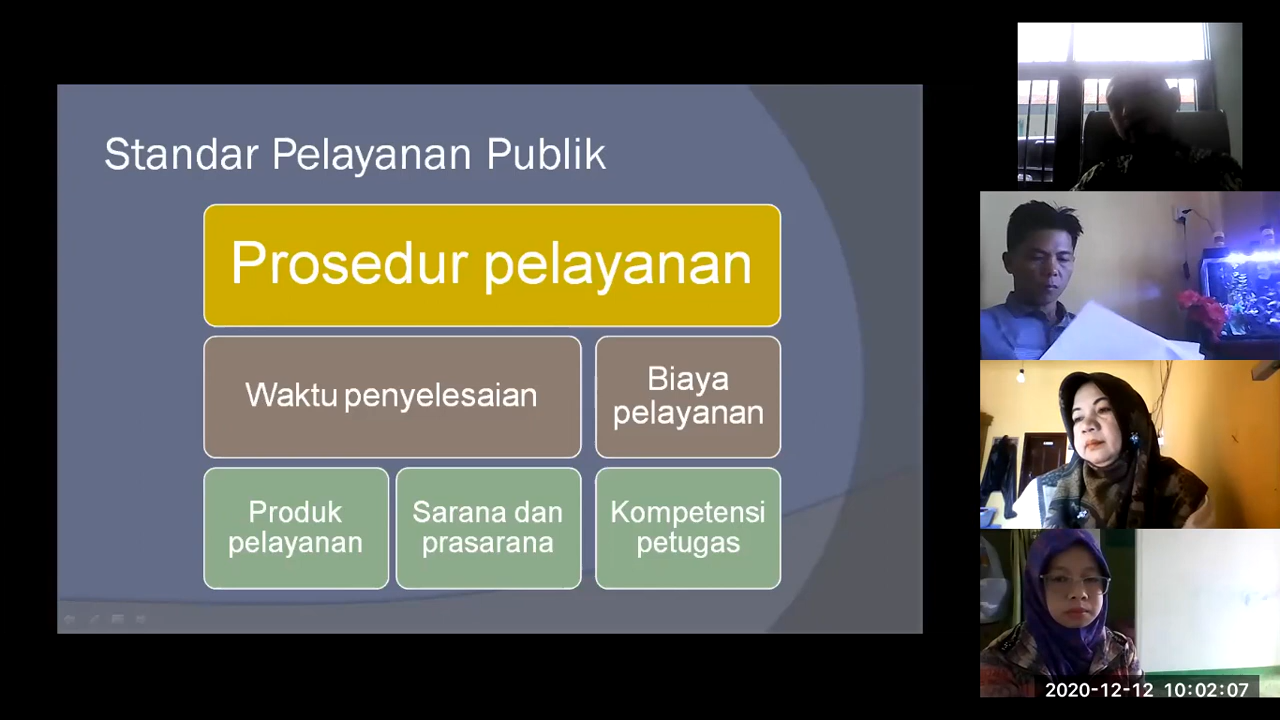 Standar Pelayanan Publik
Prosedur pelayanan
Waktu penyelesaian
Biaya
pelayanan
Produk
pelayanan
Sarana dan
prasarana
Kompetensi
petugas
2020-12-12 10:02:07